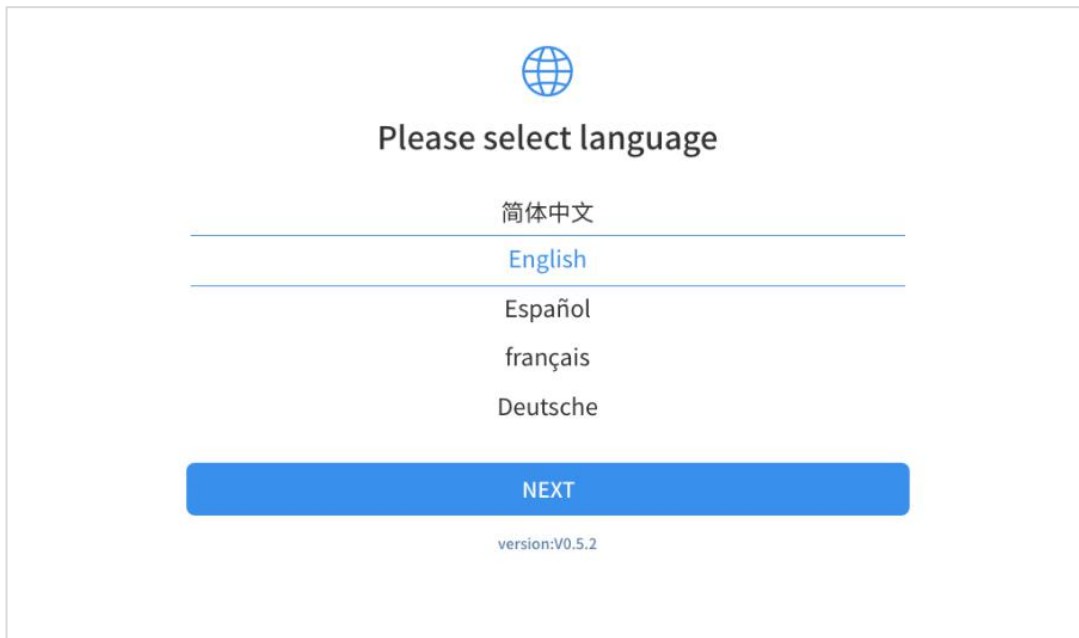 Please select language
简体中文
English
Español
français
Deutsche
NEXT
version:V0.5.2